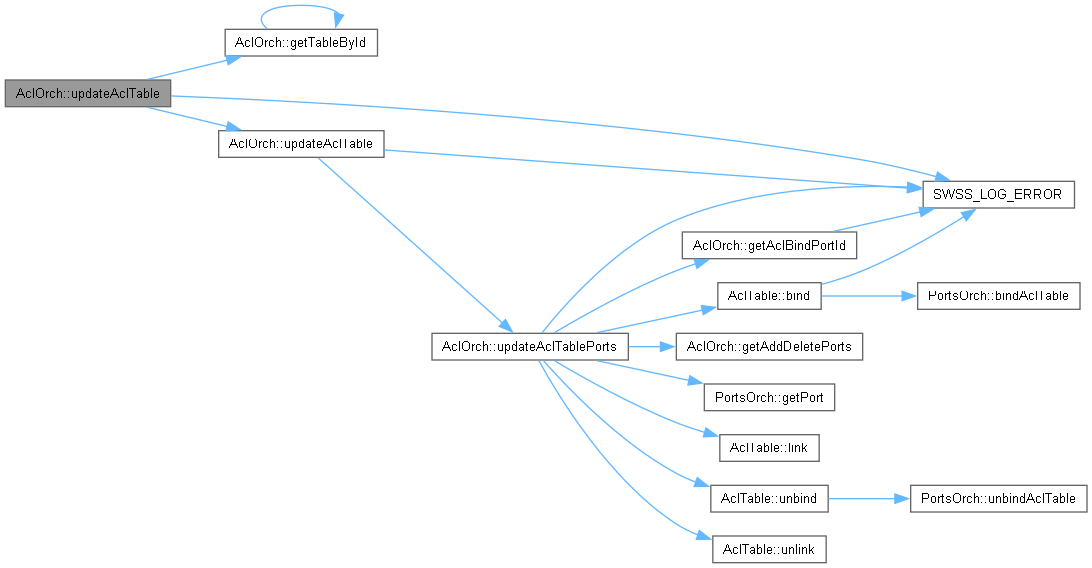 AclOrch::getTableById
AclOrch::updateAclTable
AclOrch::updateAclTable
SWSS_LOG_ERROR
AclOrch::getAclBindPortId
AclTable::bind
PortsOrch::bindAclTable
AclOrch::updateAclTablePorts
AclOrch::getAddDeletePorts
PortsOrch::getPort
AclTable::link
AclTable::unbind
PortsOrch::unbindAclTable
AclTable::unlink